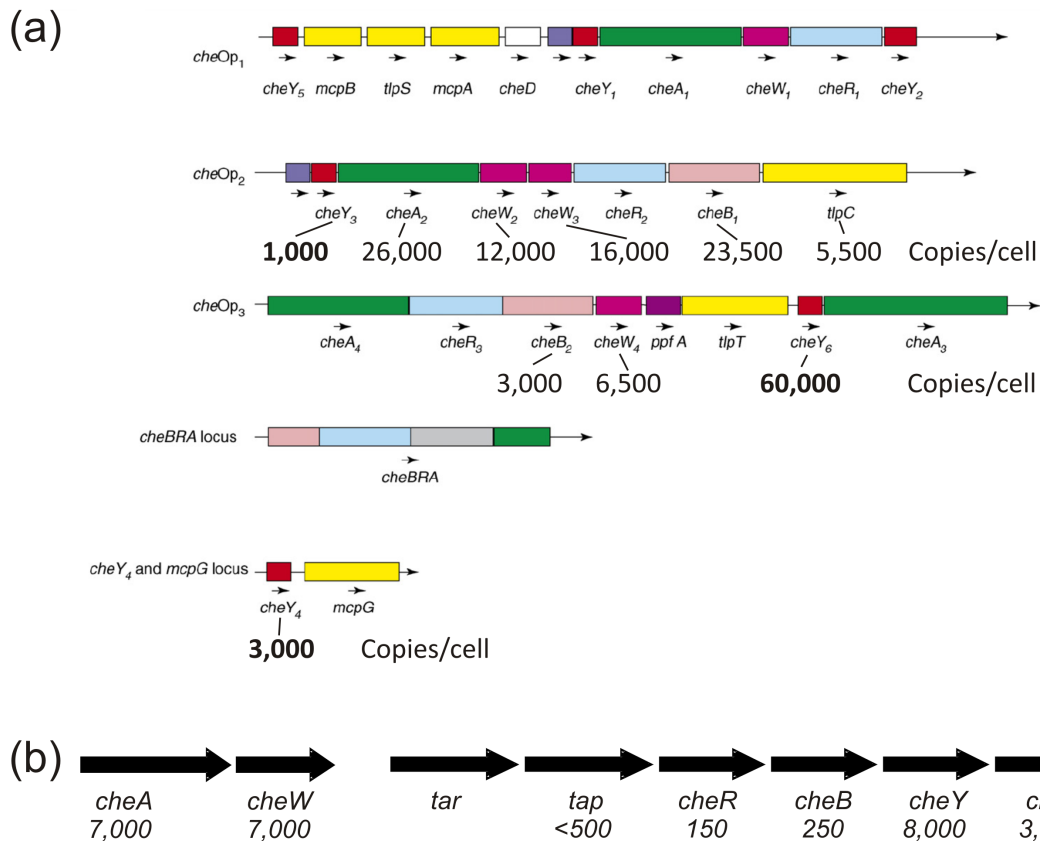 (a)
cheOp1
cheY5 mcpB tlpS mcpA cheD cheY1 cheA1 cheW1 cheR1 cheY2
cheOp2
cheY3 cheA2 cheW2 cheW3 cheR2 cheB1 tlpC
1,000 26,000 12,000 16,000 23,500 5,500 Copies/cell
cheOp3
cheA4 cheR3 cheB2 cheW4 ppfA tlpT cheY6 cheA3
3,000 6,500 60,000 Copies/cell
cheBRA locus
cheBRA
cheY4 and mcpG locus
cheY4 mcpG
3,000 Copies/cell
(b)
cheA cheW tar tap cheR cheB cheY
7,000 7,000 <500 150 250 8,000